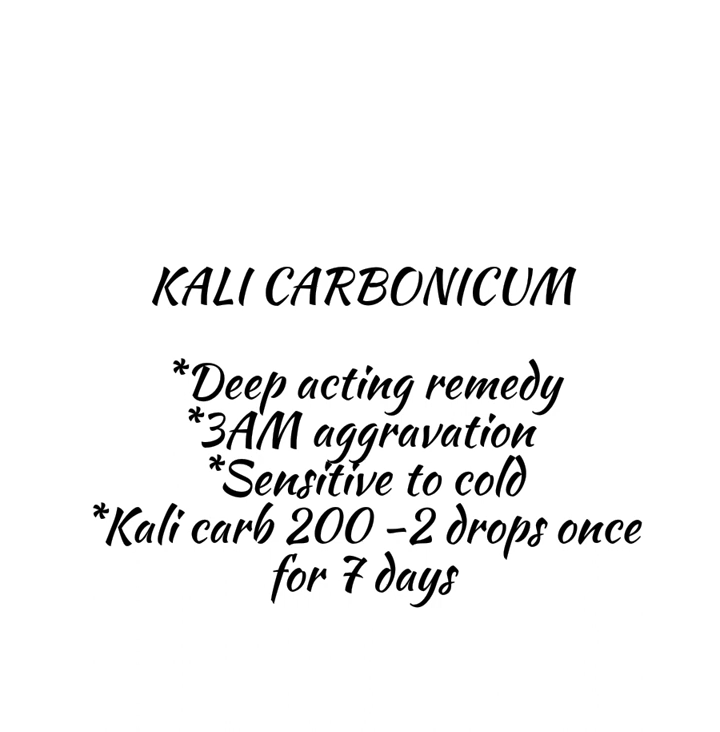 KALI CARBONICUM
*Deep acting remedy
*3AM aggravation
*Sensitive to cold
*Kali carb 200 -2 drops once
for 7 days